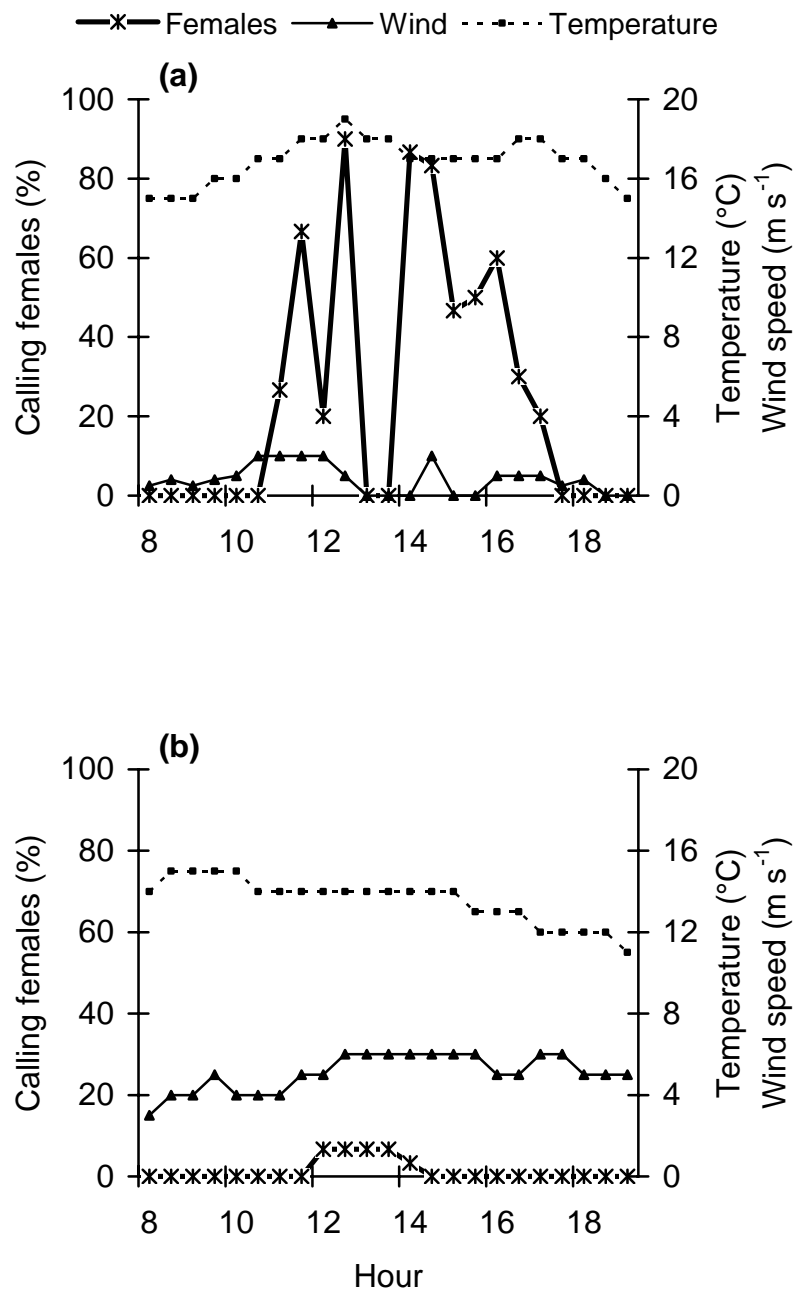 Females Wind Temperature
(a)
100 20
80 16
60 12
40 8
20 4
0 0
8 10 12 14 16 18
Calling females (%)
Temperature (°C)
Wind speed (m s⁻¹)
(b)
100 20
80 16
60 12
40 8
20 4
0 0
8 10 12 14 16 18
Calling females (%)
Temperature (°C)
Wind speed (m s⁻¹)
Hour